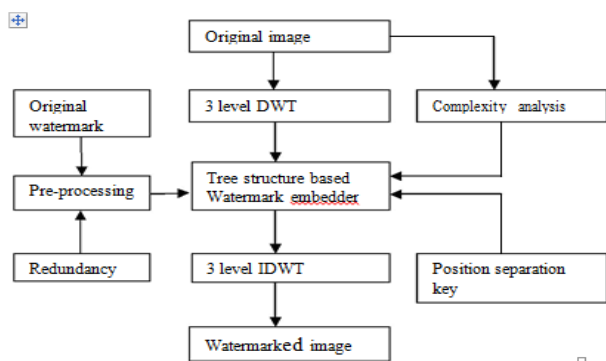 Original image
Original
watermark
3 level DWT
Complexity analysis
Pre-processing
Tree structure based
Watermark embedder
Redundancy
3 level IDWT
Position separation
key
Watermarked image